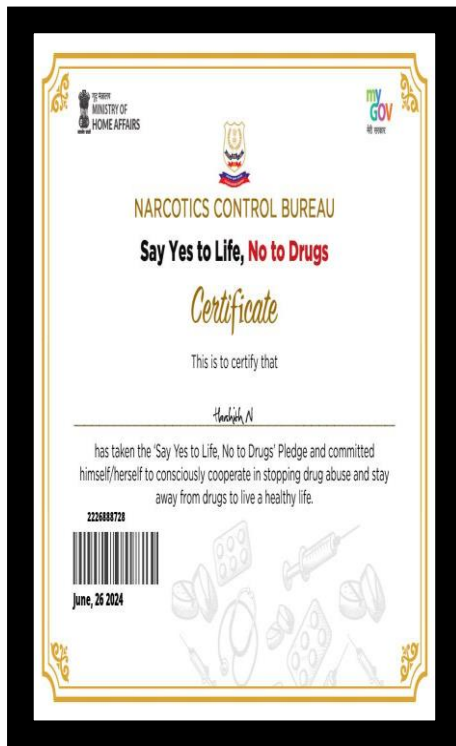 गृह मंत्रालय
MINISTRY OF
HOME AFFAIRS
my
GOV
मेरी सरकार
NARCOTICS CONTROL BUREAU
Say Yes to Life, No to Drugs
Certificate
This is to certify that
N
has taken the 'Say Yes to Life, No to Drugs' Pledge and committed
himself/herself to consciously cooperate in stopping drug abuse and stay
away from drugs to live a healthy life.
2226888728
June, 26 2024